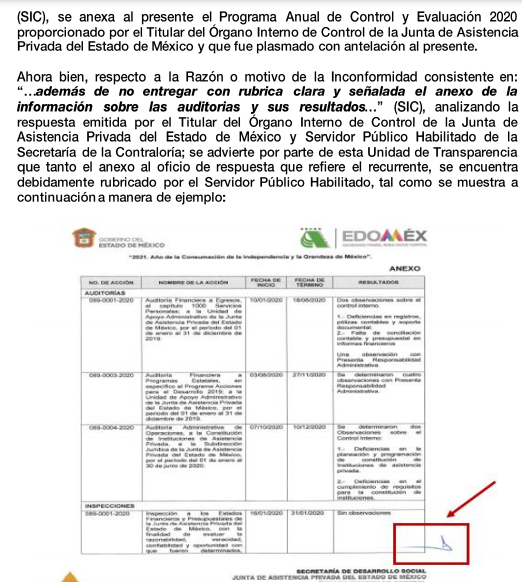 (SIC), se anexa al presente el Programa Anual de Control y Evaluación 2020
proporcionado por el Titular del Órgano Interno de Control de la Junta de Asistencia
Privada del Estado de México y que fue plasmado con antelación al presente.
Ahora bien, respecto a la Razón o motivo de la Inconformidad consistente en:
“…además de no entregar con rubrica clara y señalada el anexo de la
información sobre las auditorias y sus resultados…” (SIC), analizando la
respuesta emitida por el Titular del Órgano Interno de Control de la Junta de
Asistencia Privada del Estado de México y Servidor Público Habilitado de la
Secretaría de la Contraloría; se advierte por parte de esta Unidad de Transparencia
que tanto el anexo al oficio de respuesta que refiere el recurrente, se encuentra
debidamente rubricado por el Servidor Público Habilitado, tal como se muestra a
continuación a manera de ejemplo:
GOBIERNO DEL
ESTADO DE MÉXICO
EDOMÉX
"2021. Año de la Consumación de la Independencia y la Grandeza de México".
ANEXO
NO. DE ACCIÓN NOMBRE DE LA ACCIÓN FECHA DE INICIO FECHA DE TÉRMINO RESULTADOS
AUDITORÍAS
089-0001-2020 Auditoría Financiera a Egresos, 10/01/2020 18/08/2020 Dos observaciones sobre el
al capítulo 1000 Servicios control interno.
Personales, a la Unidad de
Apoyo Administrativo de la Junta 1.- Deficiencias en registros,
de Asistencia Privada del Estado pólizas contables y soporte
de México, por el periodo del 01 documental.
de enero al 31 de diciembre de 2.- Falta de conciliación
2019. contable y presupuestal en
informes financieros
Una observación con
Presenta Responsabilidad
Administrativa.
089-0003-2020 Auditoría Financiera a 03/08/2020 27/11/2020 Se determinaron cuatro
Programas Estatales, en observaciones con Presenta
específico al Programa Acciones Responsabilidad
para el Desarrollo 2019; a la Administrativa.
Unidad de Apoyo Administrativo
de la Junta de Asistencia Privada
del Estado de México, por el
periodo del 01 de enero al 31 de
diciembre de 2019.
089-0004-2020 Auditoría Administrativa de 07/10/2020 10/12/2020 Se determinaron dos
Operaciones, a la Constitución Observaciones sobre el
de Instituciones de Asistencia Control Interno:
Privada, a la Subdirección
Jurídica de la Junta de Asistencia 1.- Deficiencias en la
Privada del Estado de México, planeación y programación
por el periodo del 01 de enero al de constitución de
30 de junio de 2020. Instituciones de asistencia
privada.
2.- Deficiencias en el
cumplimiento de requisitos
para la constitución de
instituciones.
INSPECCIONES
089-0001-2020 Inspección a los Estados 16/01/2020 31/01/2020 Sin observaciones
Financieros y Presupuestales de
la Junta de Asistencia Privada del
Estado de México, con la
finalidad de evaluar la
razonabilidad, veracidad,
confiabilidad y oportunidad con
que fueron determinados,
SECRETARÍA DE DESARROLLO SOCIAL
JUNTA DE ASISTENCIA PRIVADA DEL ESTADO DE MÉXICO